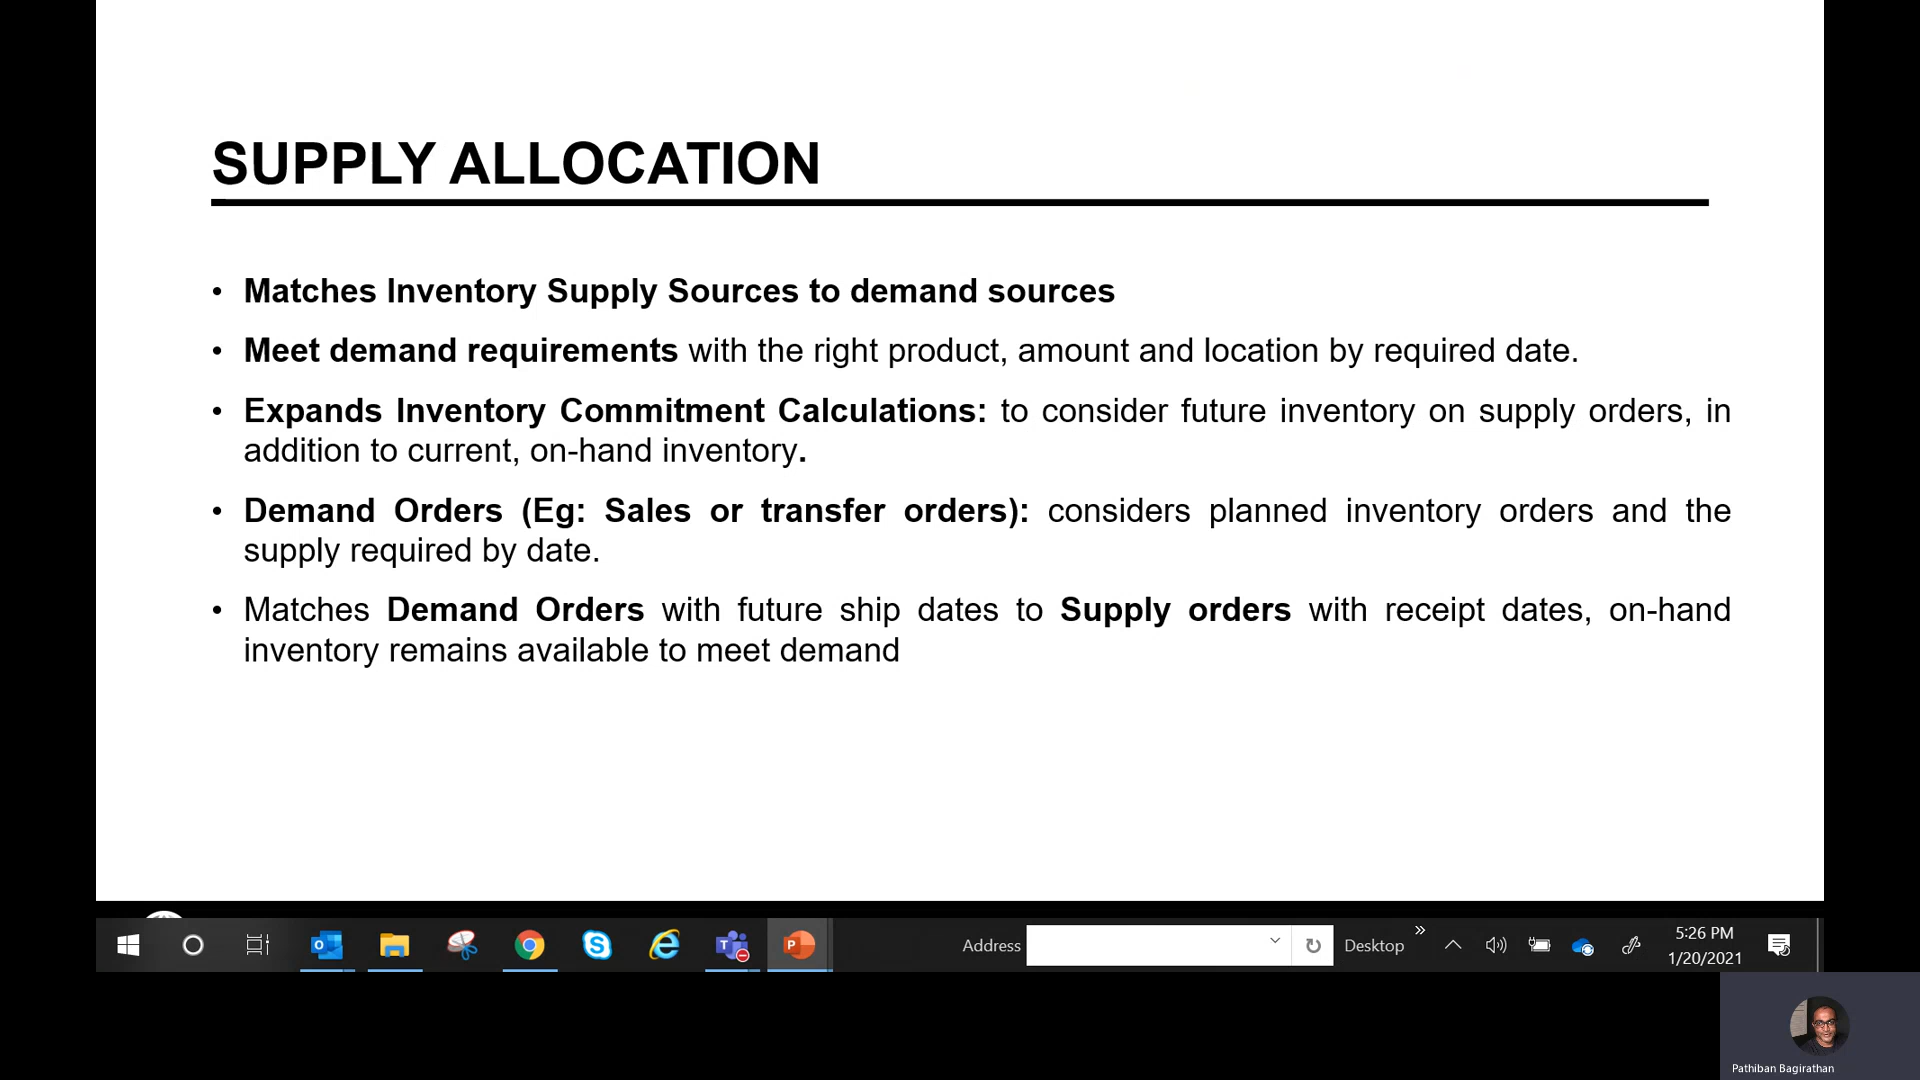 SUPPLY ALLOCATION
• Matches Inventory Supply Sources to demand sources
• Meet demand requirements with the right product, amount and location by required date.
• Expands Inventory Commitment Calculations: to consider future inventory on supply orders, in
addition to current, on-hand inventory.
• Demand Orders (Eg: Sales or transfer orders): considers planned inventory orders and the
supply required by date.
• Matches Demand Orders with future ship dates to Supply orders with receipt dates, on-hand
inventory remains available to meet demand
Address
Desktop
5:26 PM
1/20/2021
Pathiban Bagirathan